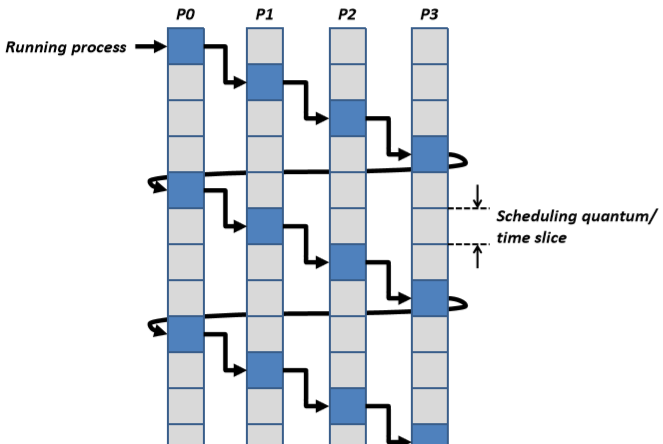 P0 P1 P2 P3
Running process
Scheduling quantum/
time slice